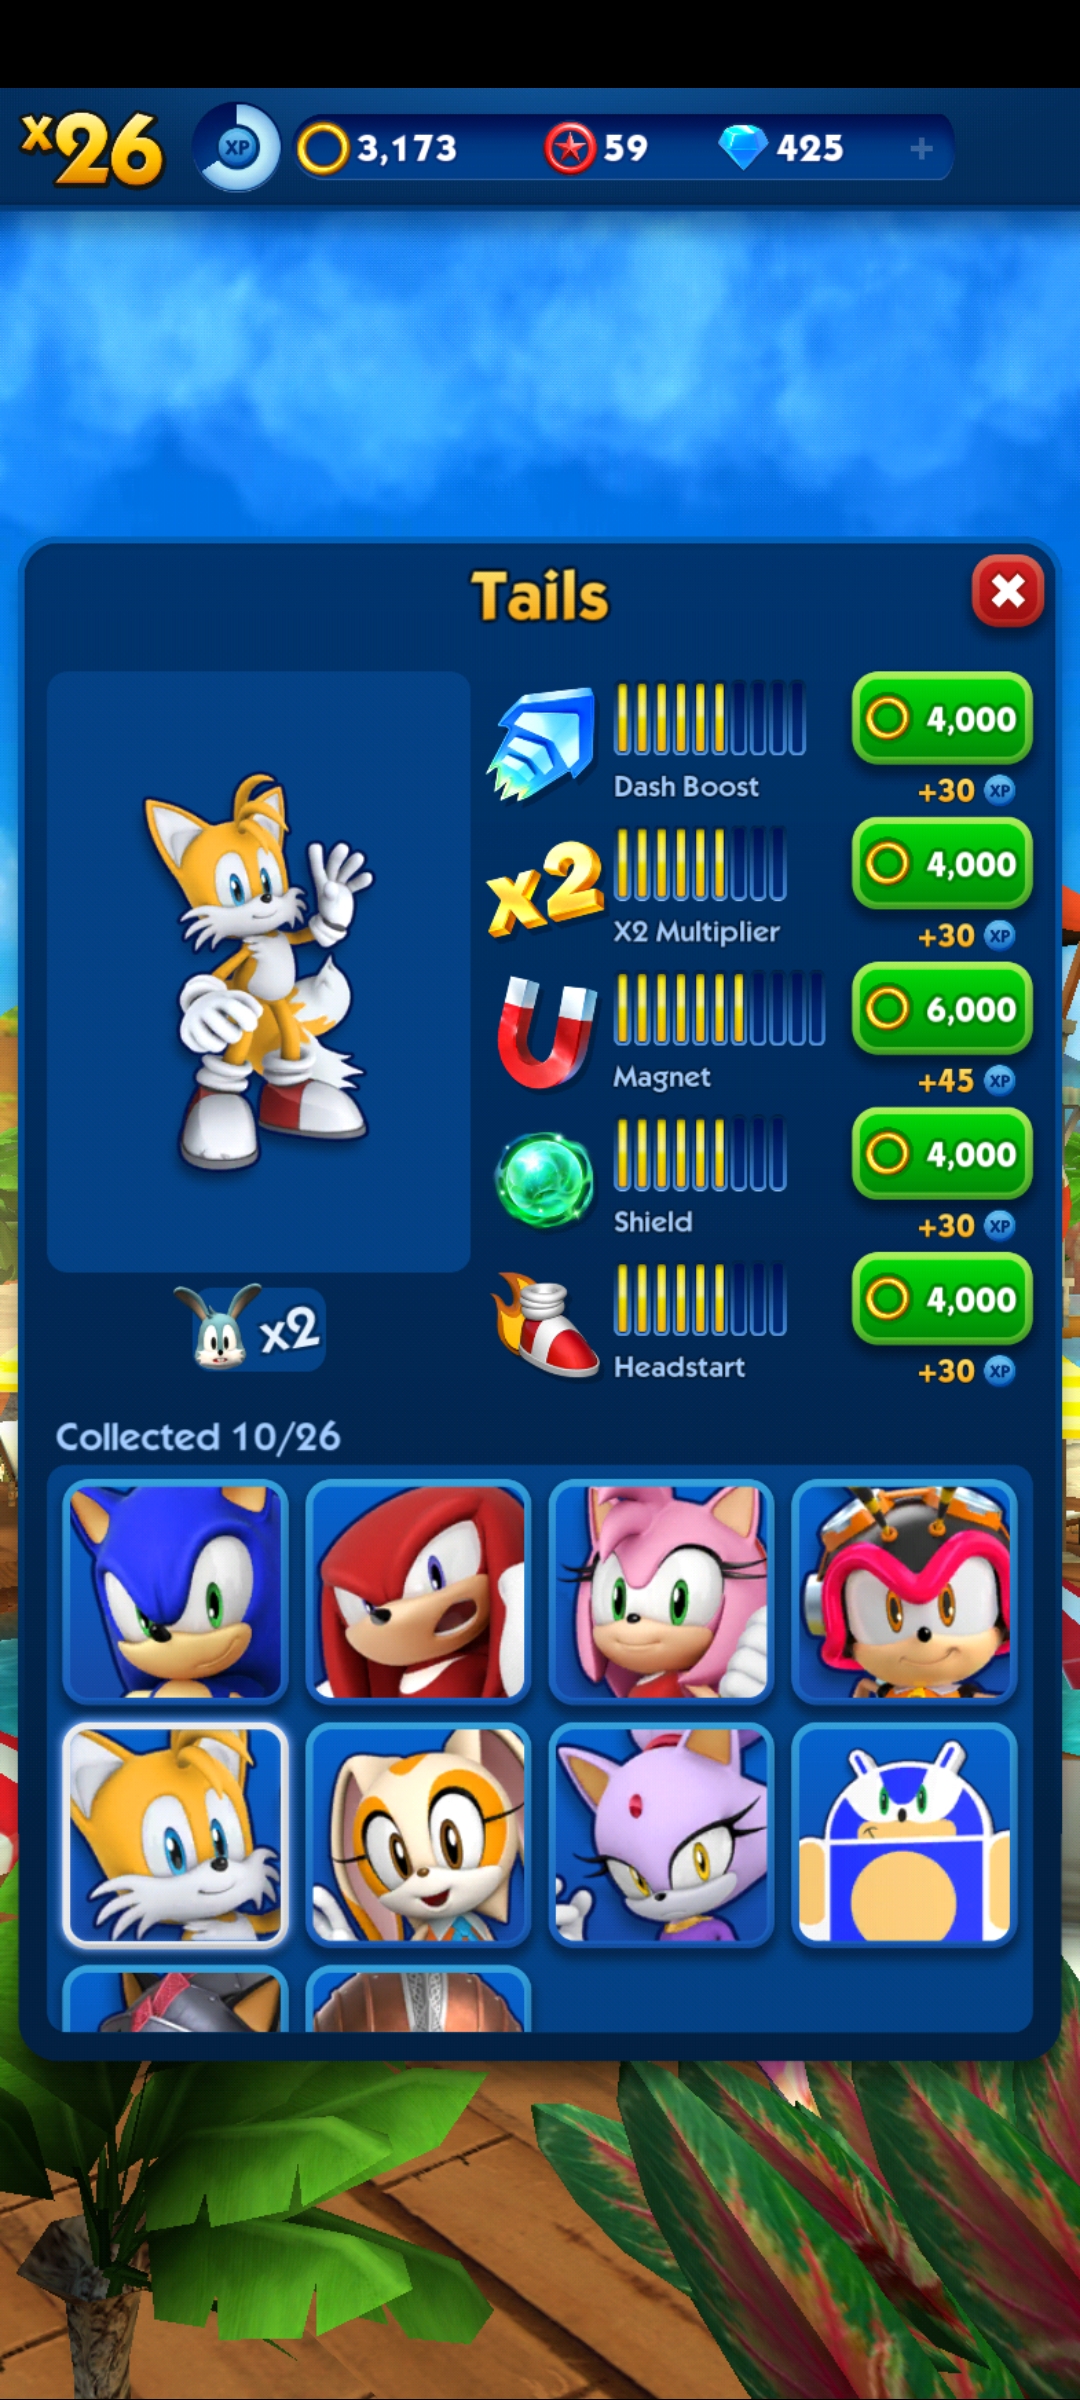 x26
XP
3,173
59
425
+
Tails
4,000
Dash Boost
+30 XP
x2
4,000
X2 Multiplier
+30 XP
6,000
Magnet
+45 XP
4,000
Shield
+30 XP
4,000
Headstart
+30 XP
x2
Collected 10/26